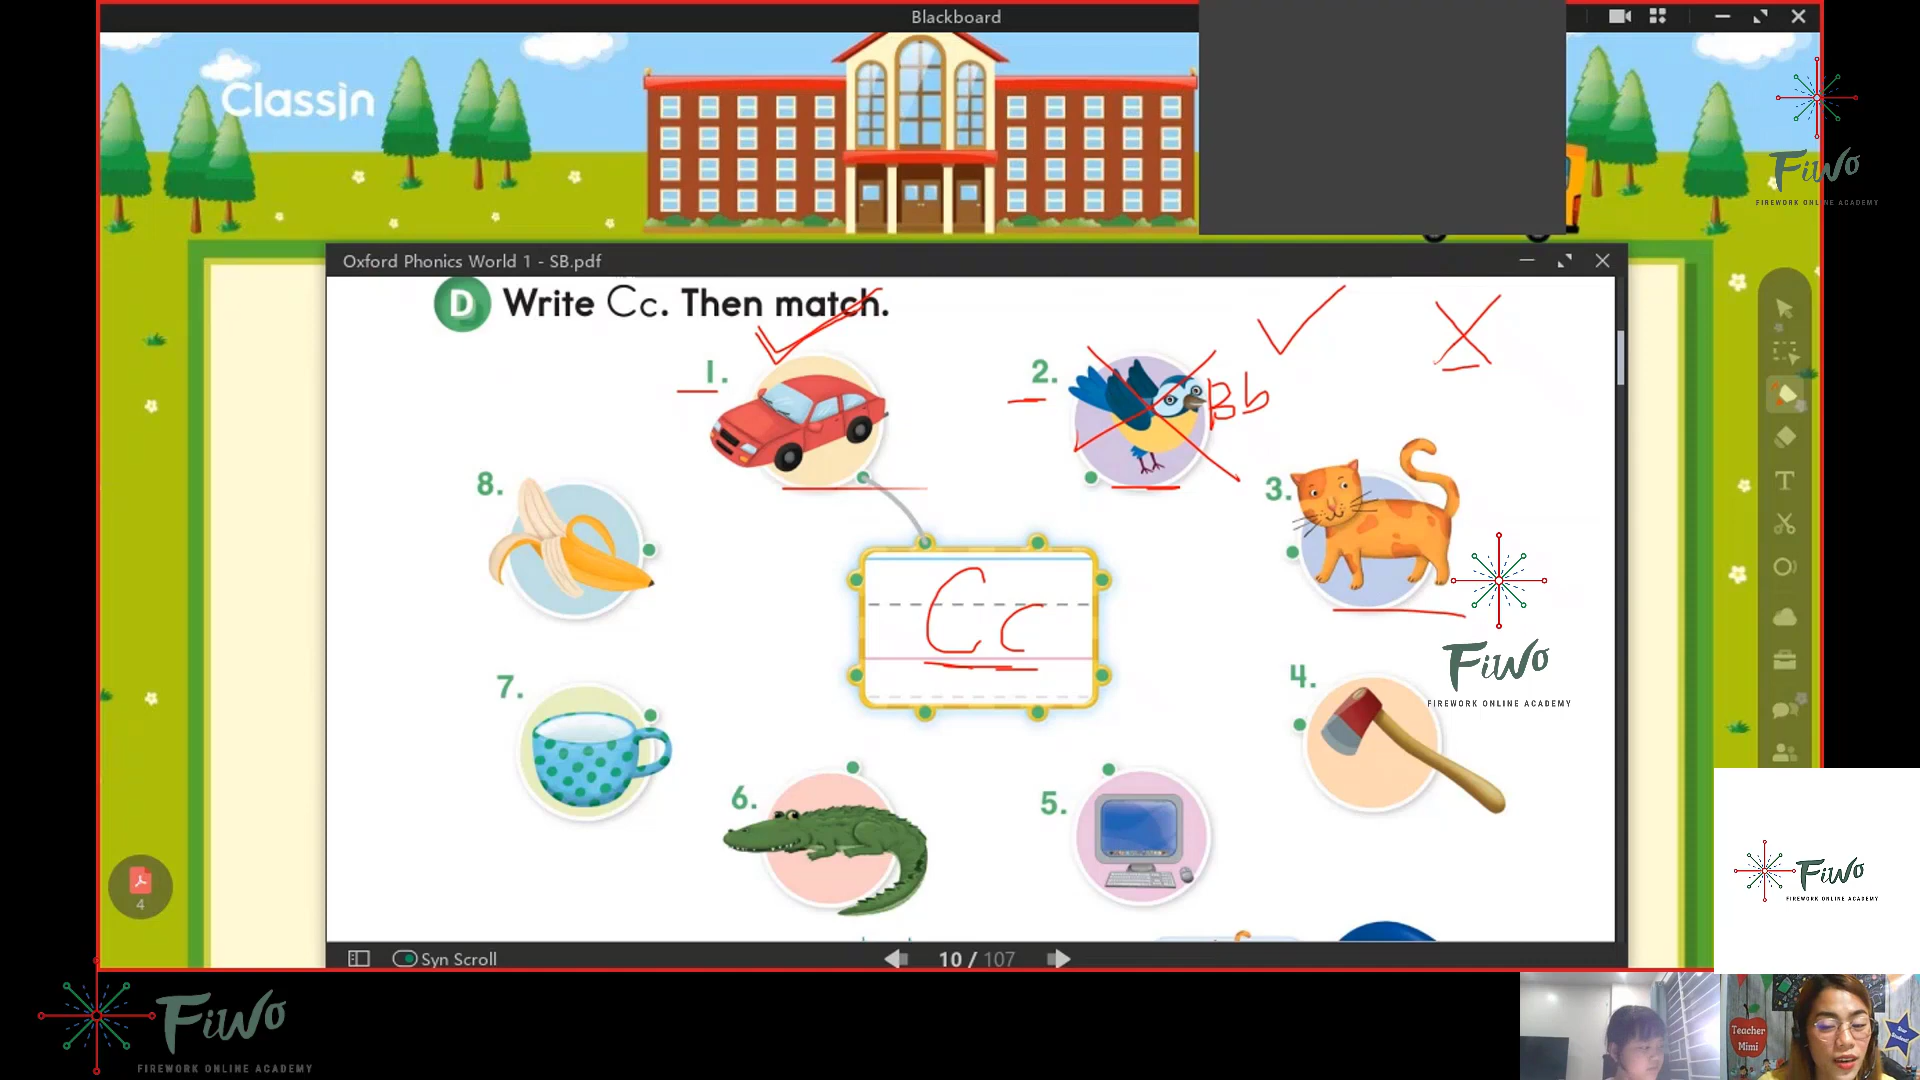 Blackboard
Classin
FiWo
FIREWORK ONLINE ACADEMY
Oxford Phonics World 1 - SB.pdf
D Write Cc. Then match.
1.
2.
Bb
8.
3.
Cc
FiWo
FIREWORK ONLINE ACADEMY
7.
4.
6.
5.
T
4
FiWo
FIREWORK ONLINE ACADEMY
Syn Scroll
10 / 107
FiWo
FIREWORK ONLINE ACADEMY
Teacher
Mimi